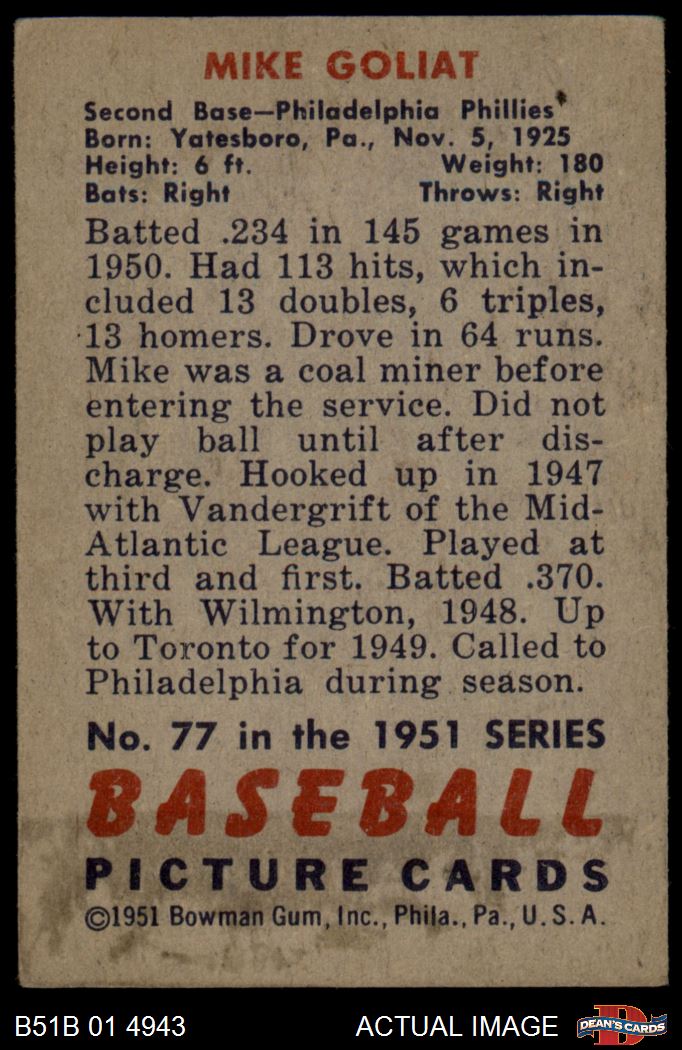 MIKE GOLIAT
Second Base—Philadelphia Phillies
Born: Yatesboro, Pa., Nov. 5, 1925
Height: 6 ft. Weight: 180
Bats: Right Throws: Right
Batted .234 in 145 games in
1950. Had 113 hits, which in-
cluded 13 doubles, 6 triples,
13 homers. Drove in 64 runs.
Mike was a coal miner before
entering the service. Did not
play ball until after dis-
charge. Hooked up in 1947
with Vandergrift of the Mid-
Atlantic League. Played at
third and first. Batted .370.
With Wilmington, 1948. Up
to Toronto for 1949. Called to
Philadelphia during season.
No. 77 in the 1951 SERIES
BASEBALL
PICTURE CARDS
©1951 Bowman Gum, Inc., Phila., Pa., U.S.A.
B51B 01 4943 ACTUAL IMAGE D DEAN'S CARDS